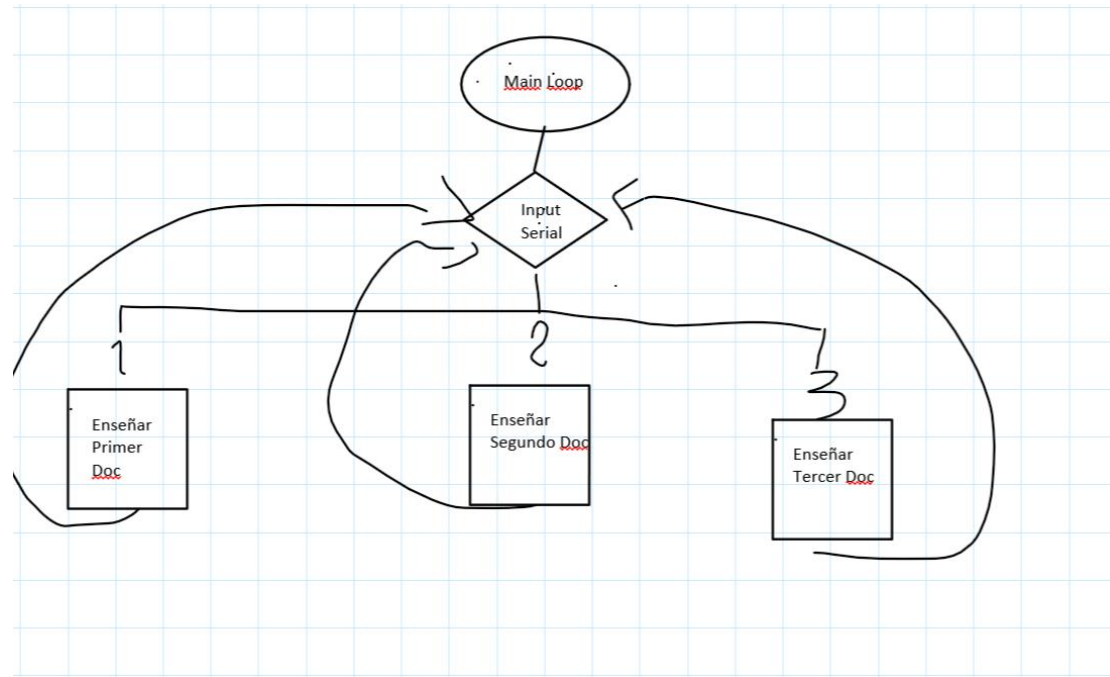 Main Loop
Input
Serial
1
2
3
Enseñar
Primer
Doc
Enseñar
Segundo Doc
Enseñar
Tercer Doc